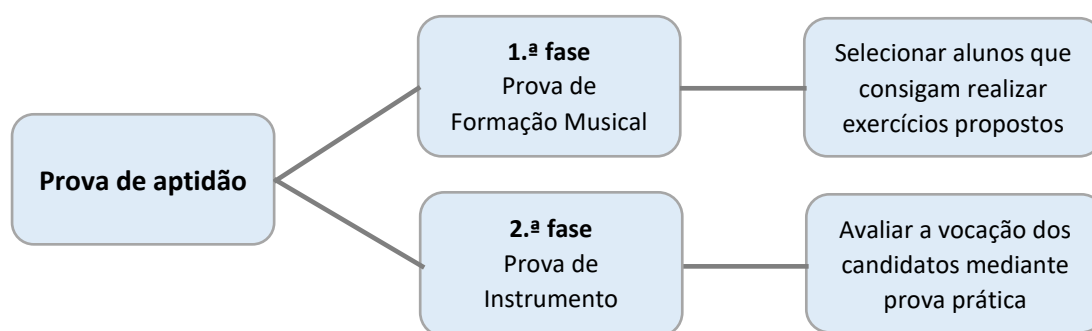 Prova de aptidão
1.ª fase
Prova de
Formação Musical
Selecionar alunos que
consigam realizar
exercícios propostos
2.ª fase
Prova de
Instrumento
Avaliar a vocação dos
candidatos mediante
prova prática